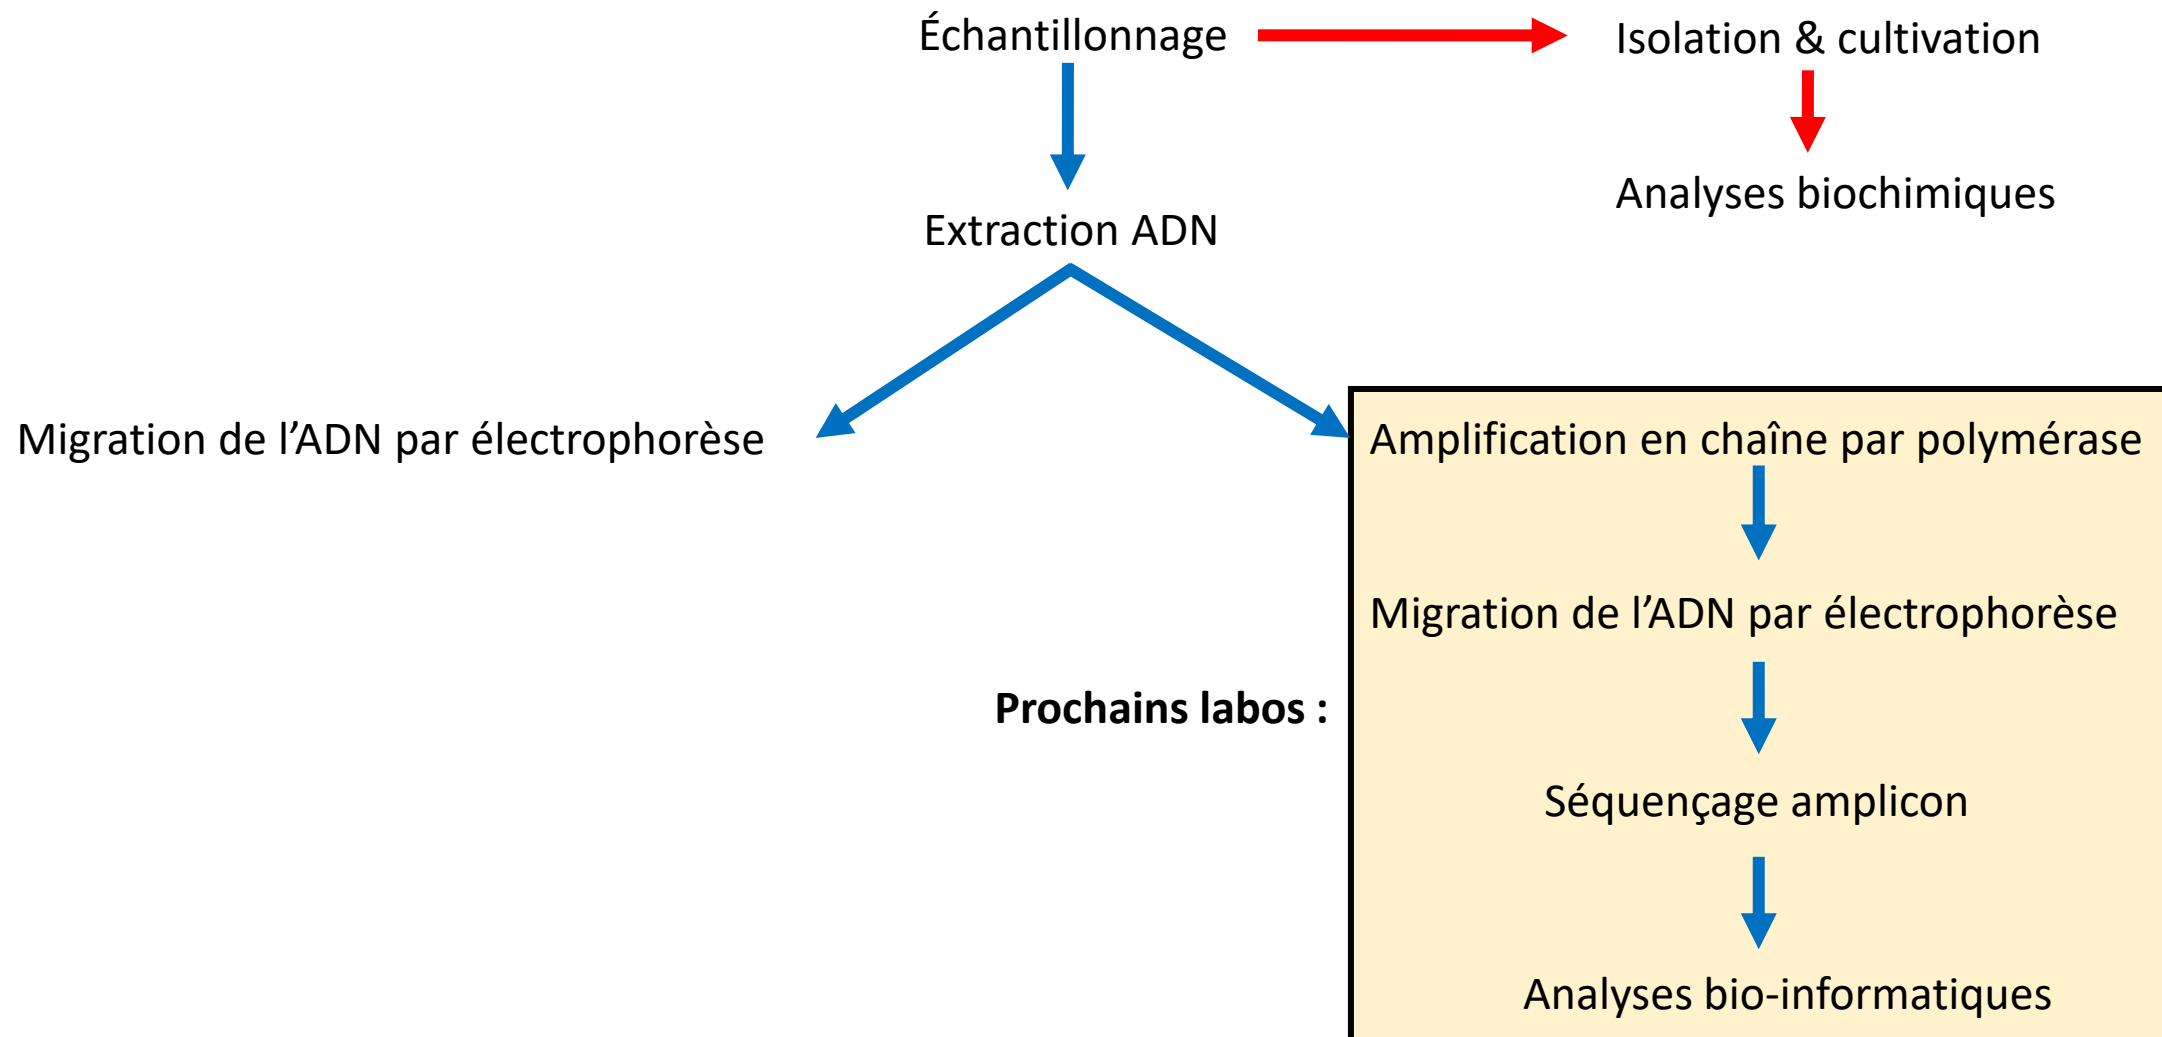 Échantillonnage
Isolation & cultivation
Analyses biochimiques
Extraction ADN
Migration de l’ADN par électrophorèse
Amplification en chaîne par polymérase
Migration de l’ADN par électrophorèse
Prochains labos :
Séquençage amplicon
Analyses bio-informatiques